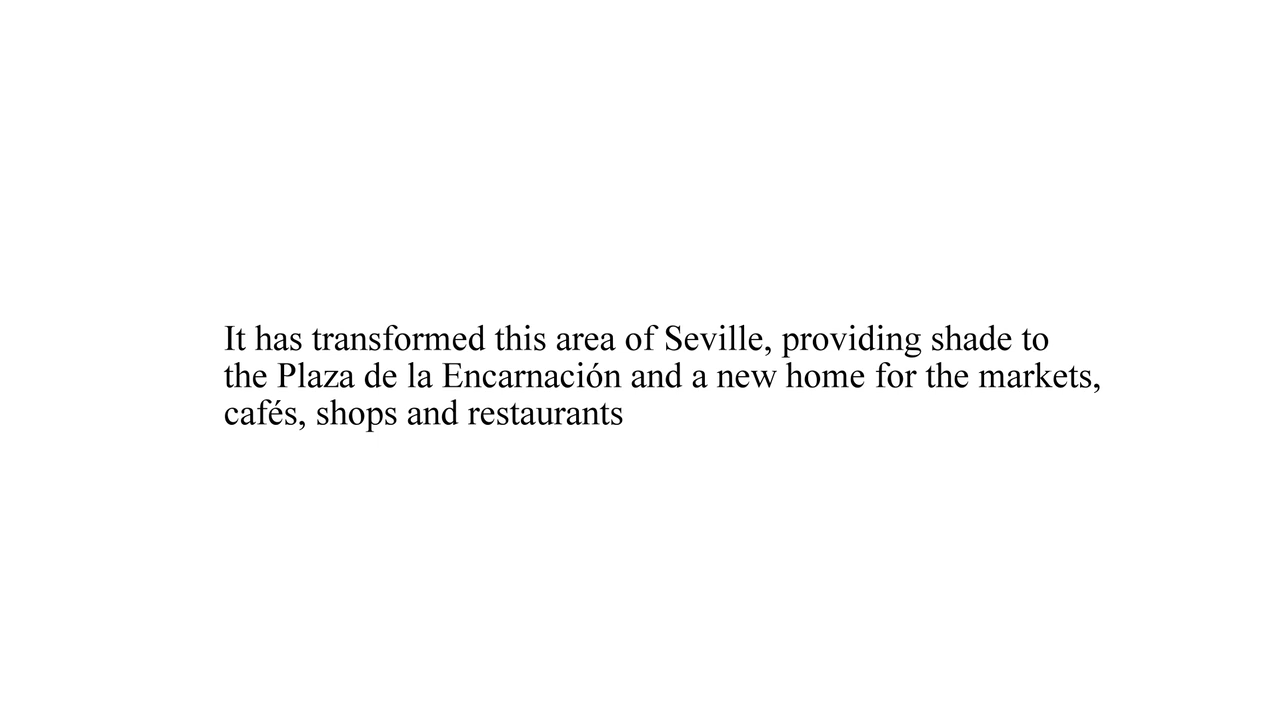 It has transformed this area of Seville, providing shade to
the Plaza de la Encarnación and a new home for the markets,
cafés, shops and restaurants